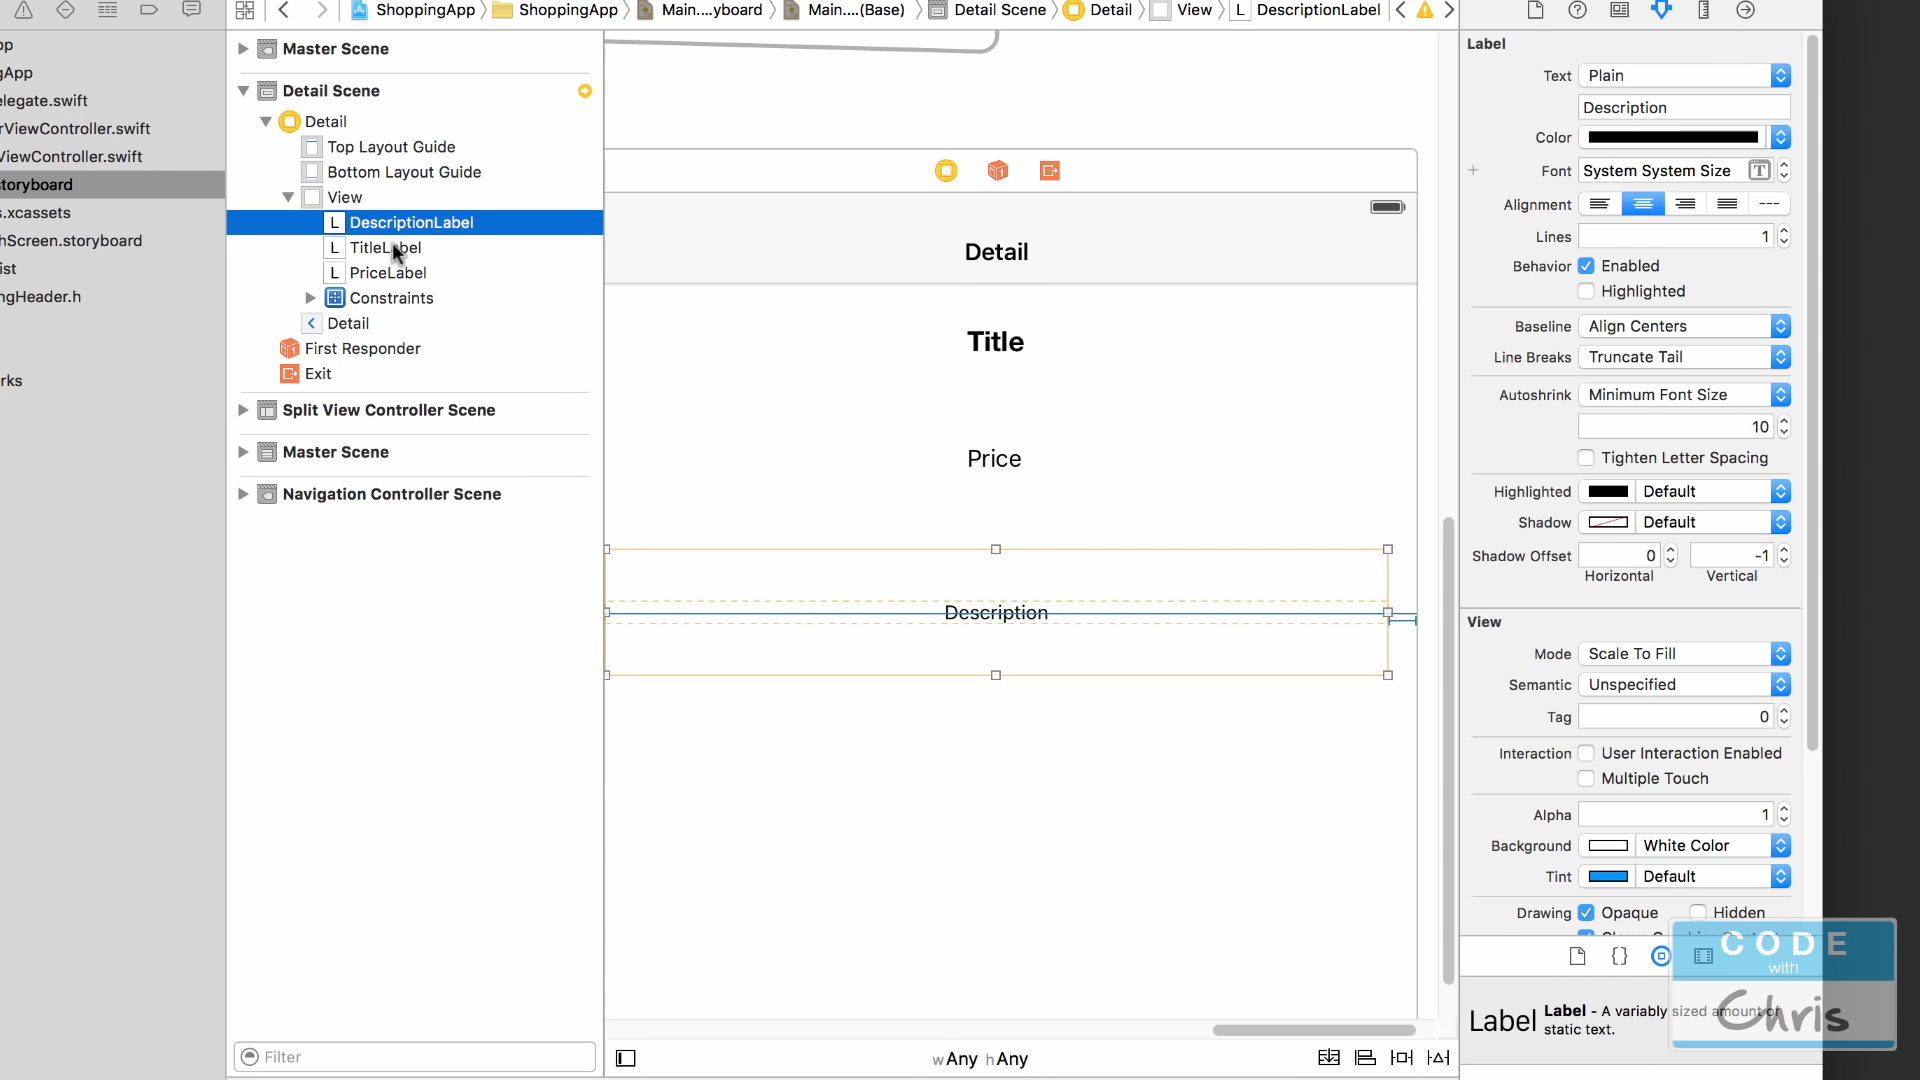 ShoppingApp
ShoppingApp
Main....yboard
Main....(Base)
Detail Scene
Detail
View
L DescriptionLabel
pp
gApp
elegate.swift
rViewController.swift
ViewController.swift
toryboard
s.xcassets
hScreen.storyboard
ist
ngHeader.h
rks
Master Scene
Detail Scene
Detail
Top Layout Guide
Bottom Layout Guide
View
L DescriptionLabel
L TitleLabel
L PriceLabel
Constraints
Detail
First Responder
Exit
Split View Controller Scene
Master Scene
Navigation Controller Scene
Filter
Detail
Title
Price
Description
wAny hAny
Label
Text Plain
Description
Color
Font System System Size T
Alignment
Lines 1
Behavior Enabled
Highlighted
Baseline Align Centers
Line Breaks Truncate Tail
Autoshrink Minimum Font Size
10
Tighten Letter Spacing
Highlighted Default
Shadow Default
Shadow Offset 0 -1
Horizontal Vertical
View
Mode Scale To Fill
Semantic Unspecified
Tag 0
Interaction User Interaction Enabled
Multiple Touch
Alpha 1
Background White Color
Tint Default
Drawing Opaque Hidden
Label
Label - A variably sized amount of
static text.
CODE
with
Chris